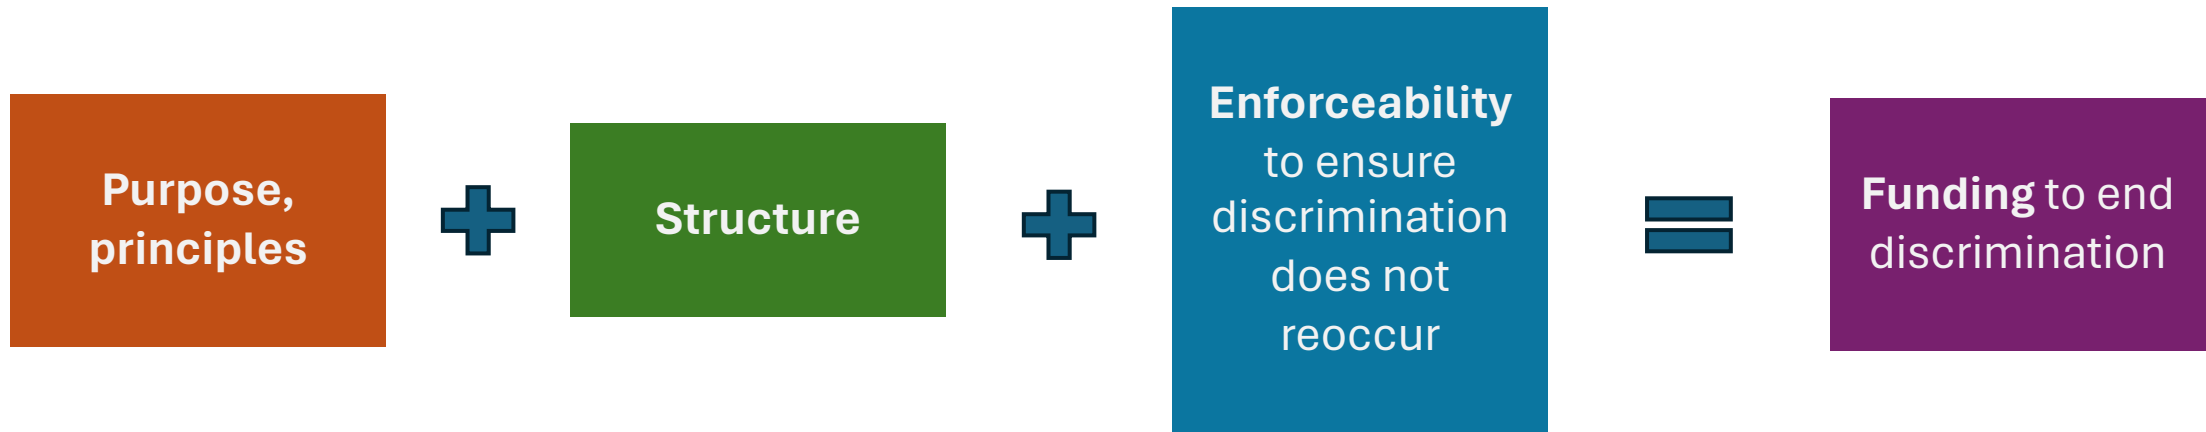 Purpose,
principles
Structure
Enforceability
to ensure
discrimination
does not
reoccur
Funding to end
discrimination